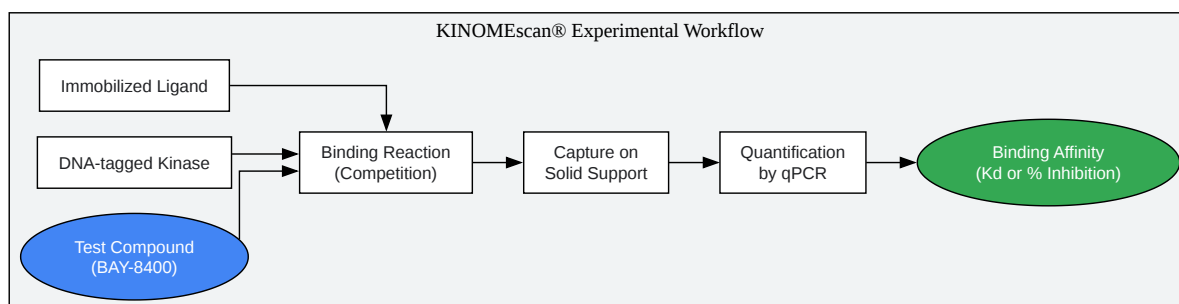 KINOMEscan® Experimental Workflow
Immobilized Ligand
DNA-tagged Kinase
Test Compound
(BAY-8400)
Binding Reaction
(Competition)
Capture on
Solid Support
Quantification
by qPCR
Binding Affinity
(Kd or % Inhibition)